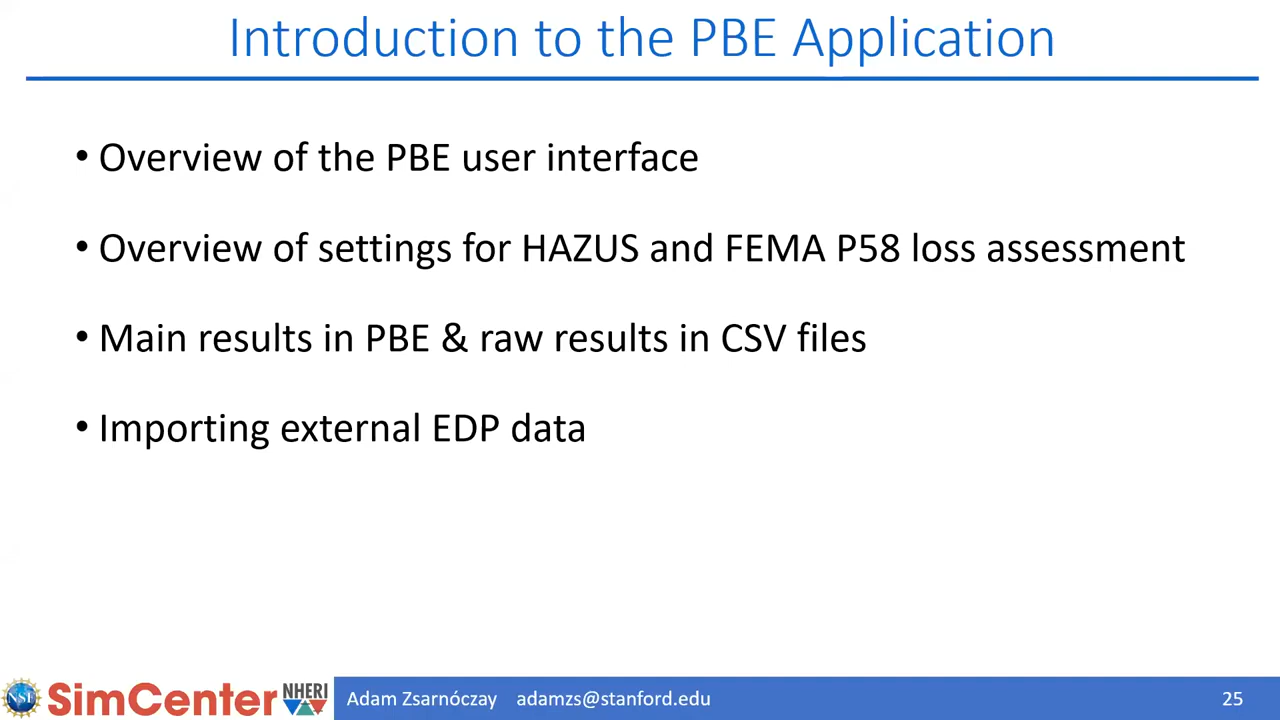 Introduction to the PBE Application
• Overview of the PBE user interface
• Overview of settings for HAZUS and FEMA P58 loss assessment
• Main results in PBE & raw results in CSV files
• Importing external EDP data
NSF SimCenter NHERI Adam Zsarnóczay adamzs@stanford.edu 25